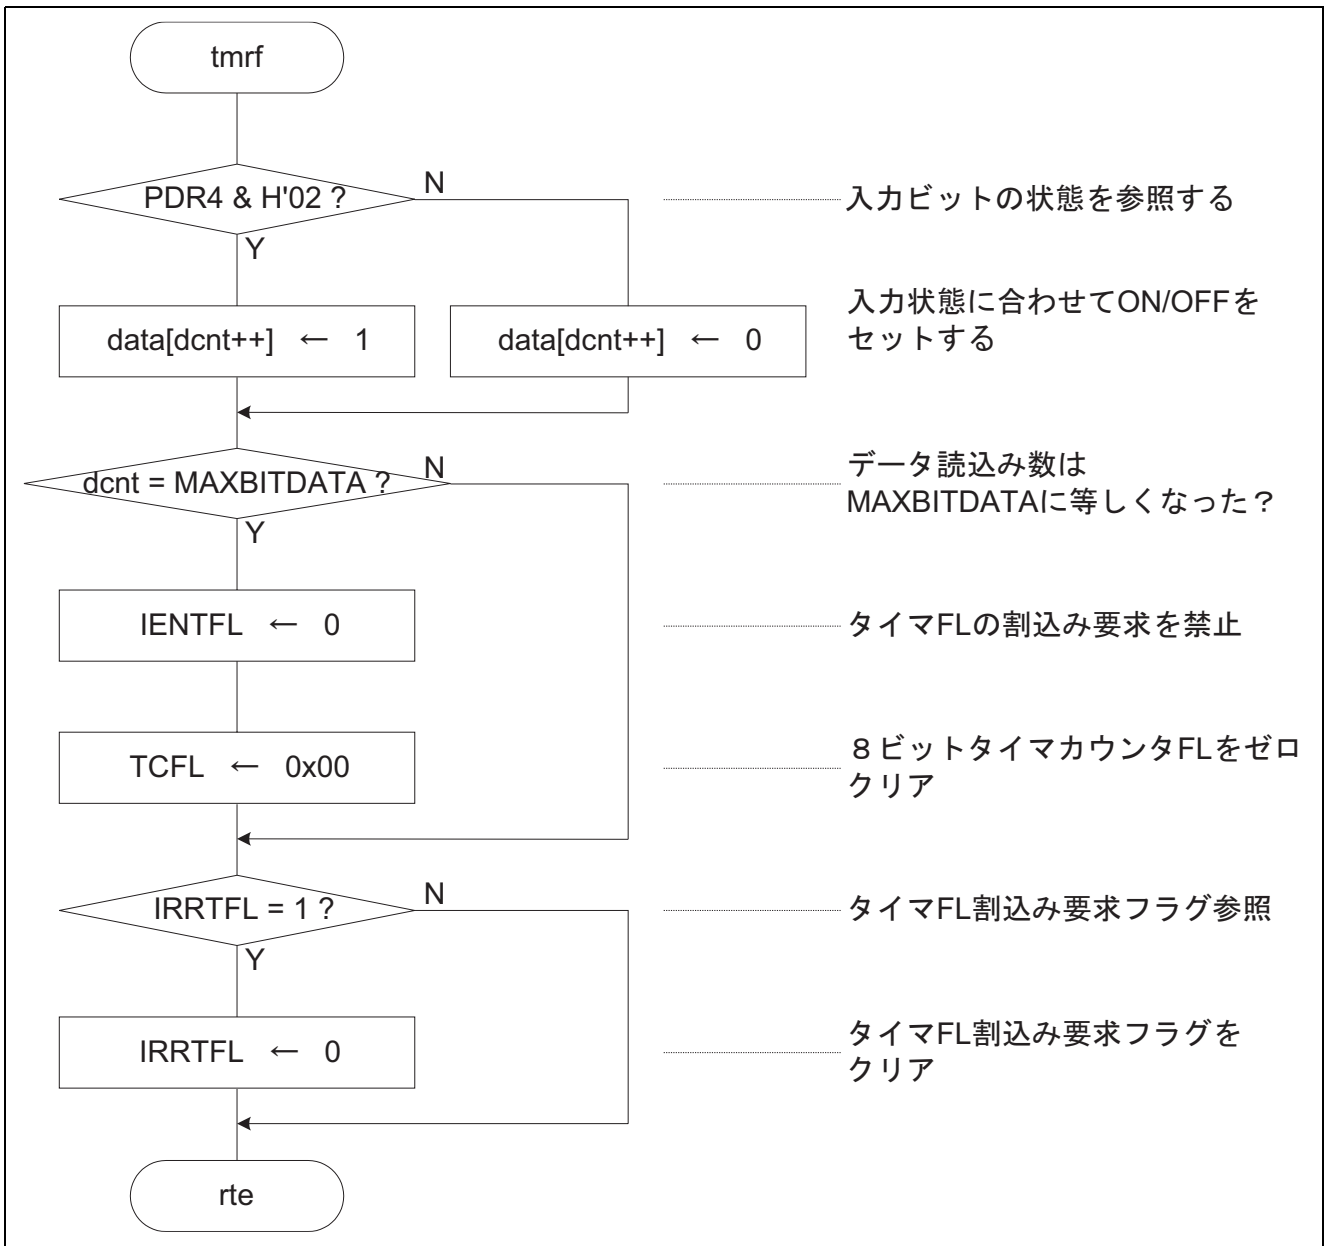 tmrf
PDR4 & H'02 ?
N
入力ビットの状態を参照する
Y
data[dcnt++] ← 1
data[dcnt++] ← 0
入力状態に合わせてON/OFFを
セットする
dcnt = MAXBITDATA ?
N
データ読込み数は
MAXBITDATAに等しくなった？
Y
IENTFL ← 0
タイマFLの割込み要求を禁止
TCFL ← 0x00
８ビットタイマカウンタFLをゼロ
クリア
IRRTFL = 1 ?
N
タイマFL割込み要求フラグ参照
Y
IRRTFL ← 0
タイマFL割込み要求フラグを
クリア
rte